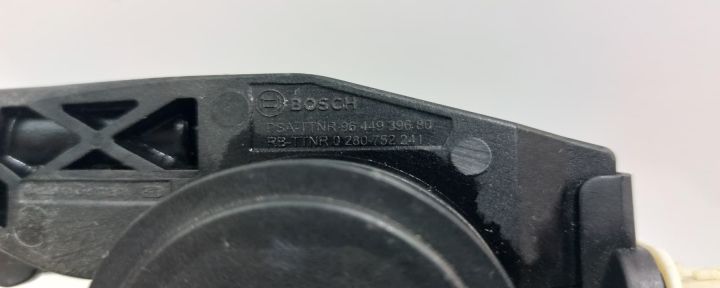 BOSCH
PSA-TTNR 96 449 396 80
RB-TTNR 0 280 752 241